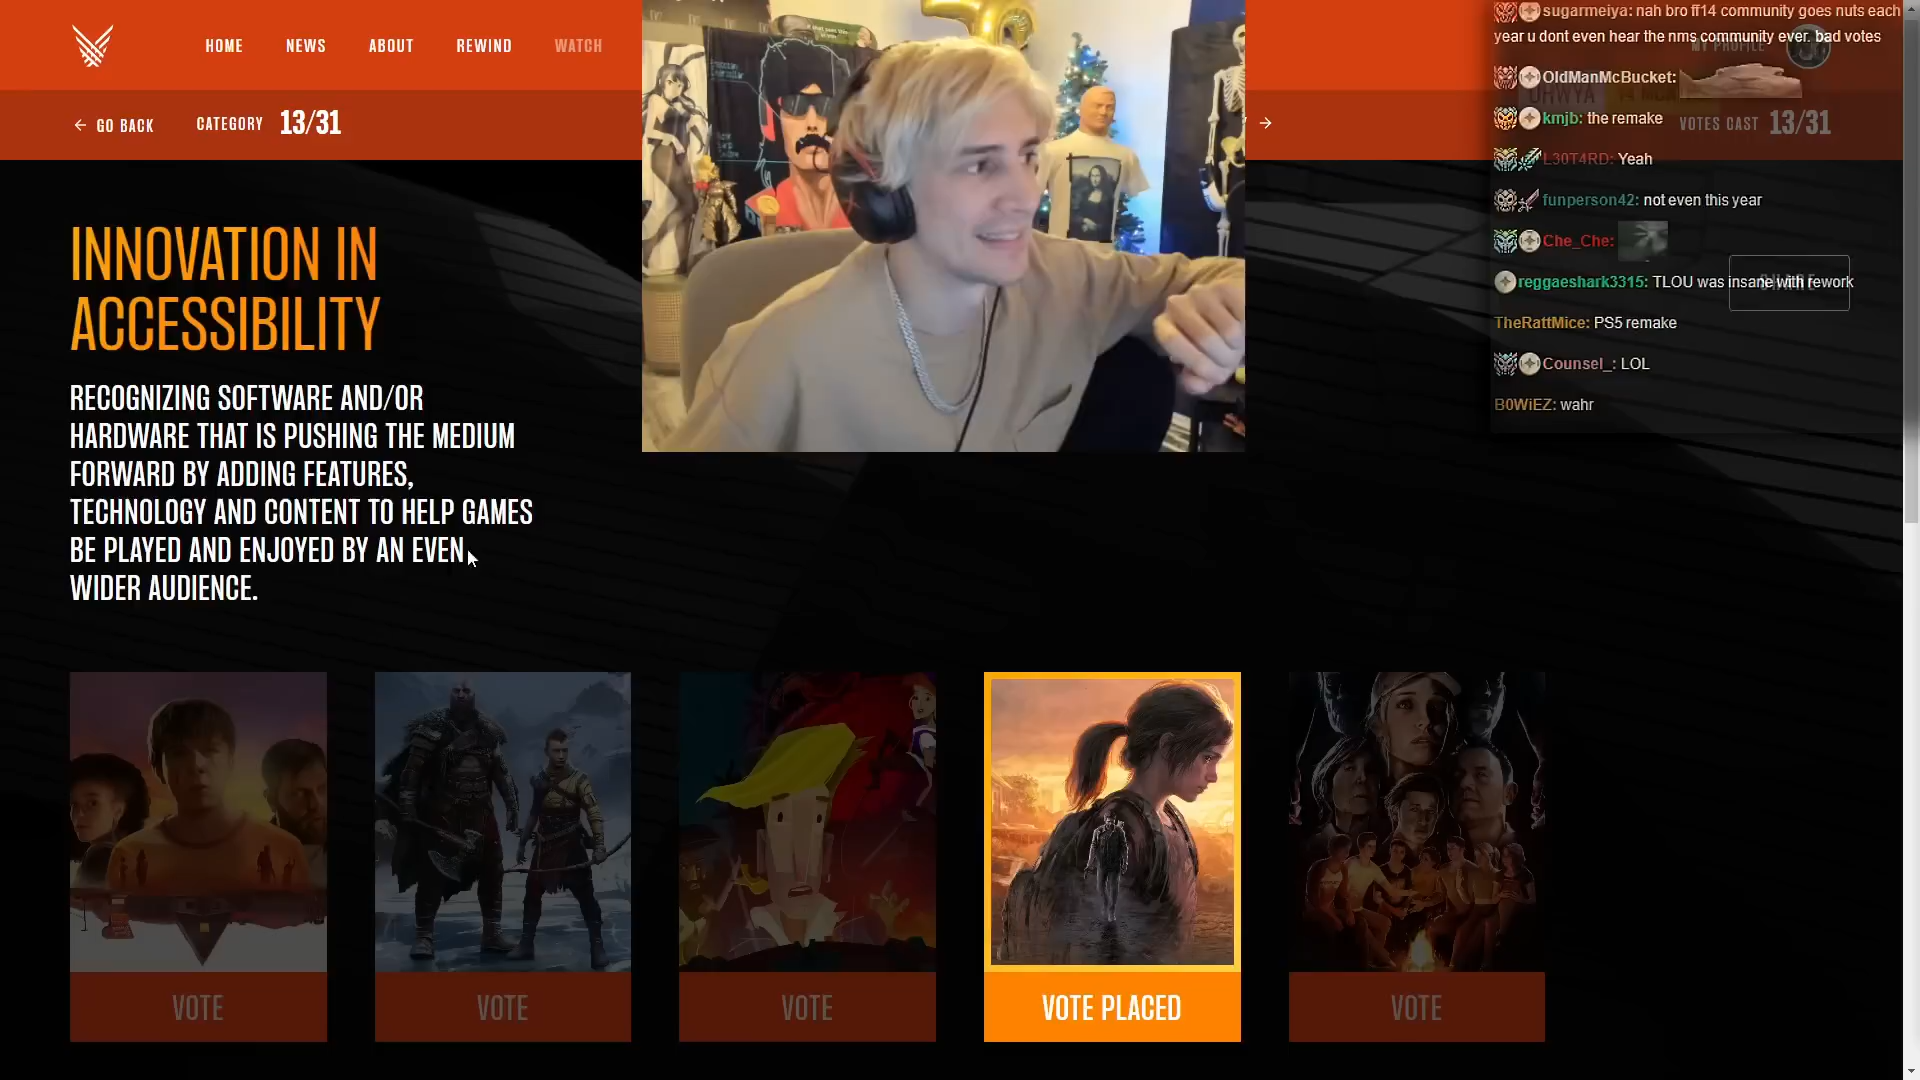 HOME
NEWS
ABOUT
REWIND
WATCH
MY PROFILE
GO BACK
CATEGORY
13/31
VOTES CAST
13/31
INNOVATION IN
ACCESSIBILITY
RECOGNIZING SOFTWARE AND/OR
HARDWARE THAT IS PUSHING THE MEDIUM
FORWARD BY ADDING FEATURES,
TECHNOLOGY AND CONTENT TO HELP GAMES
BE PLAYED AND ENJOYED BY AN EVEN
WIDER AUDIENCE.
SHARE
sugarmeiya: nah bro ff14 community goes nuts each
year u dont even hear the nms community ever. bad votes
OldManMcBucket:
kmjb: the remake
L30T4RD: Yeah
funperson42: not even this year
Che_Che:
reggaeshark3315: TLOU was insane with rework
TheRattMice: PS5 remake
Counsel_: LOL
B0WiEZ: wahr
VOTE
VOTE
VOTE
VOTE PLACED
VOTE